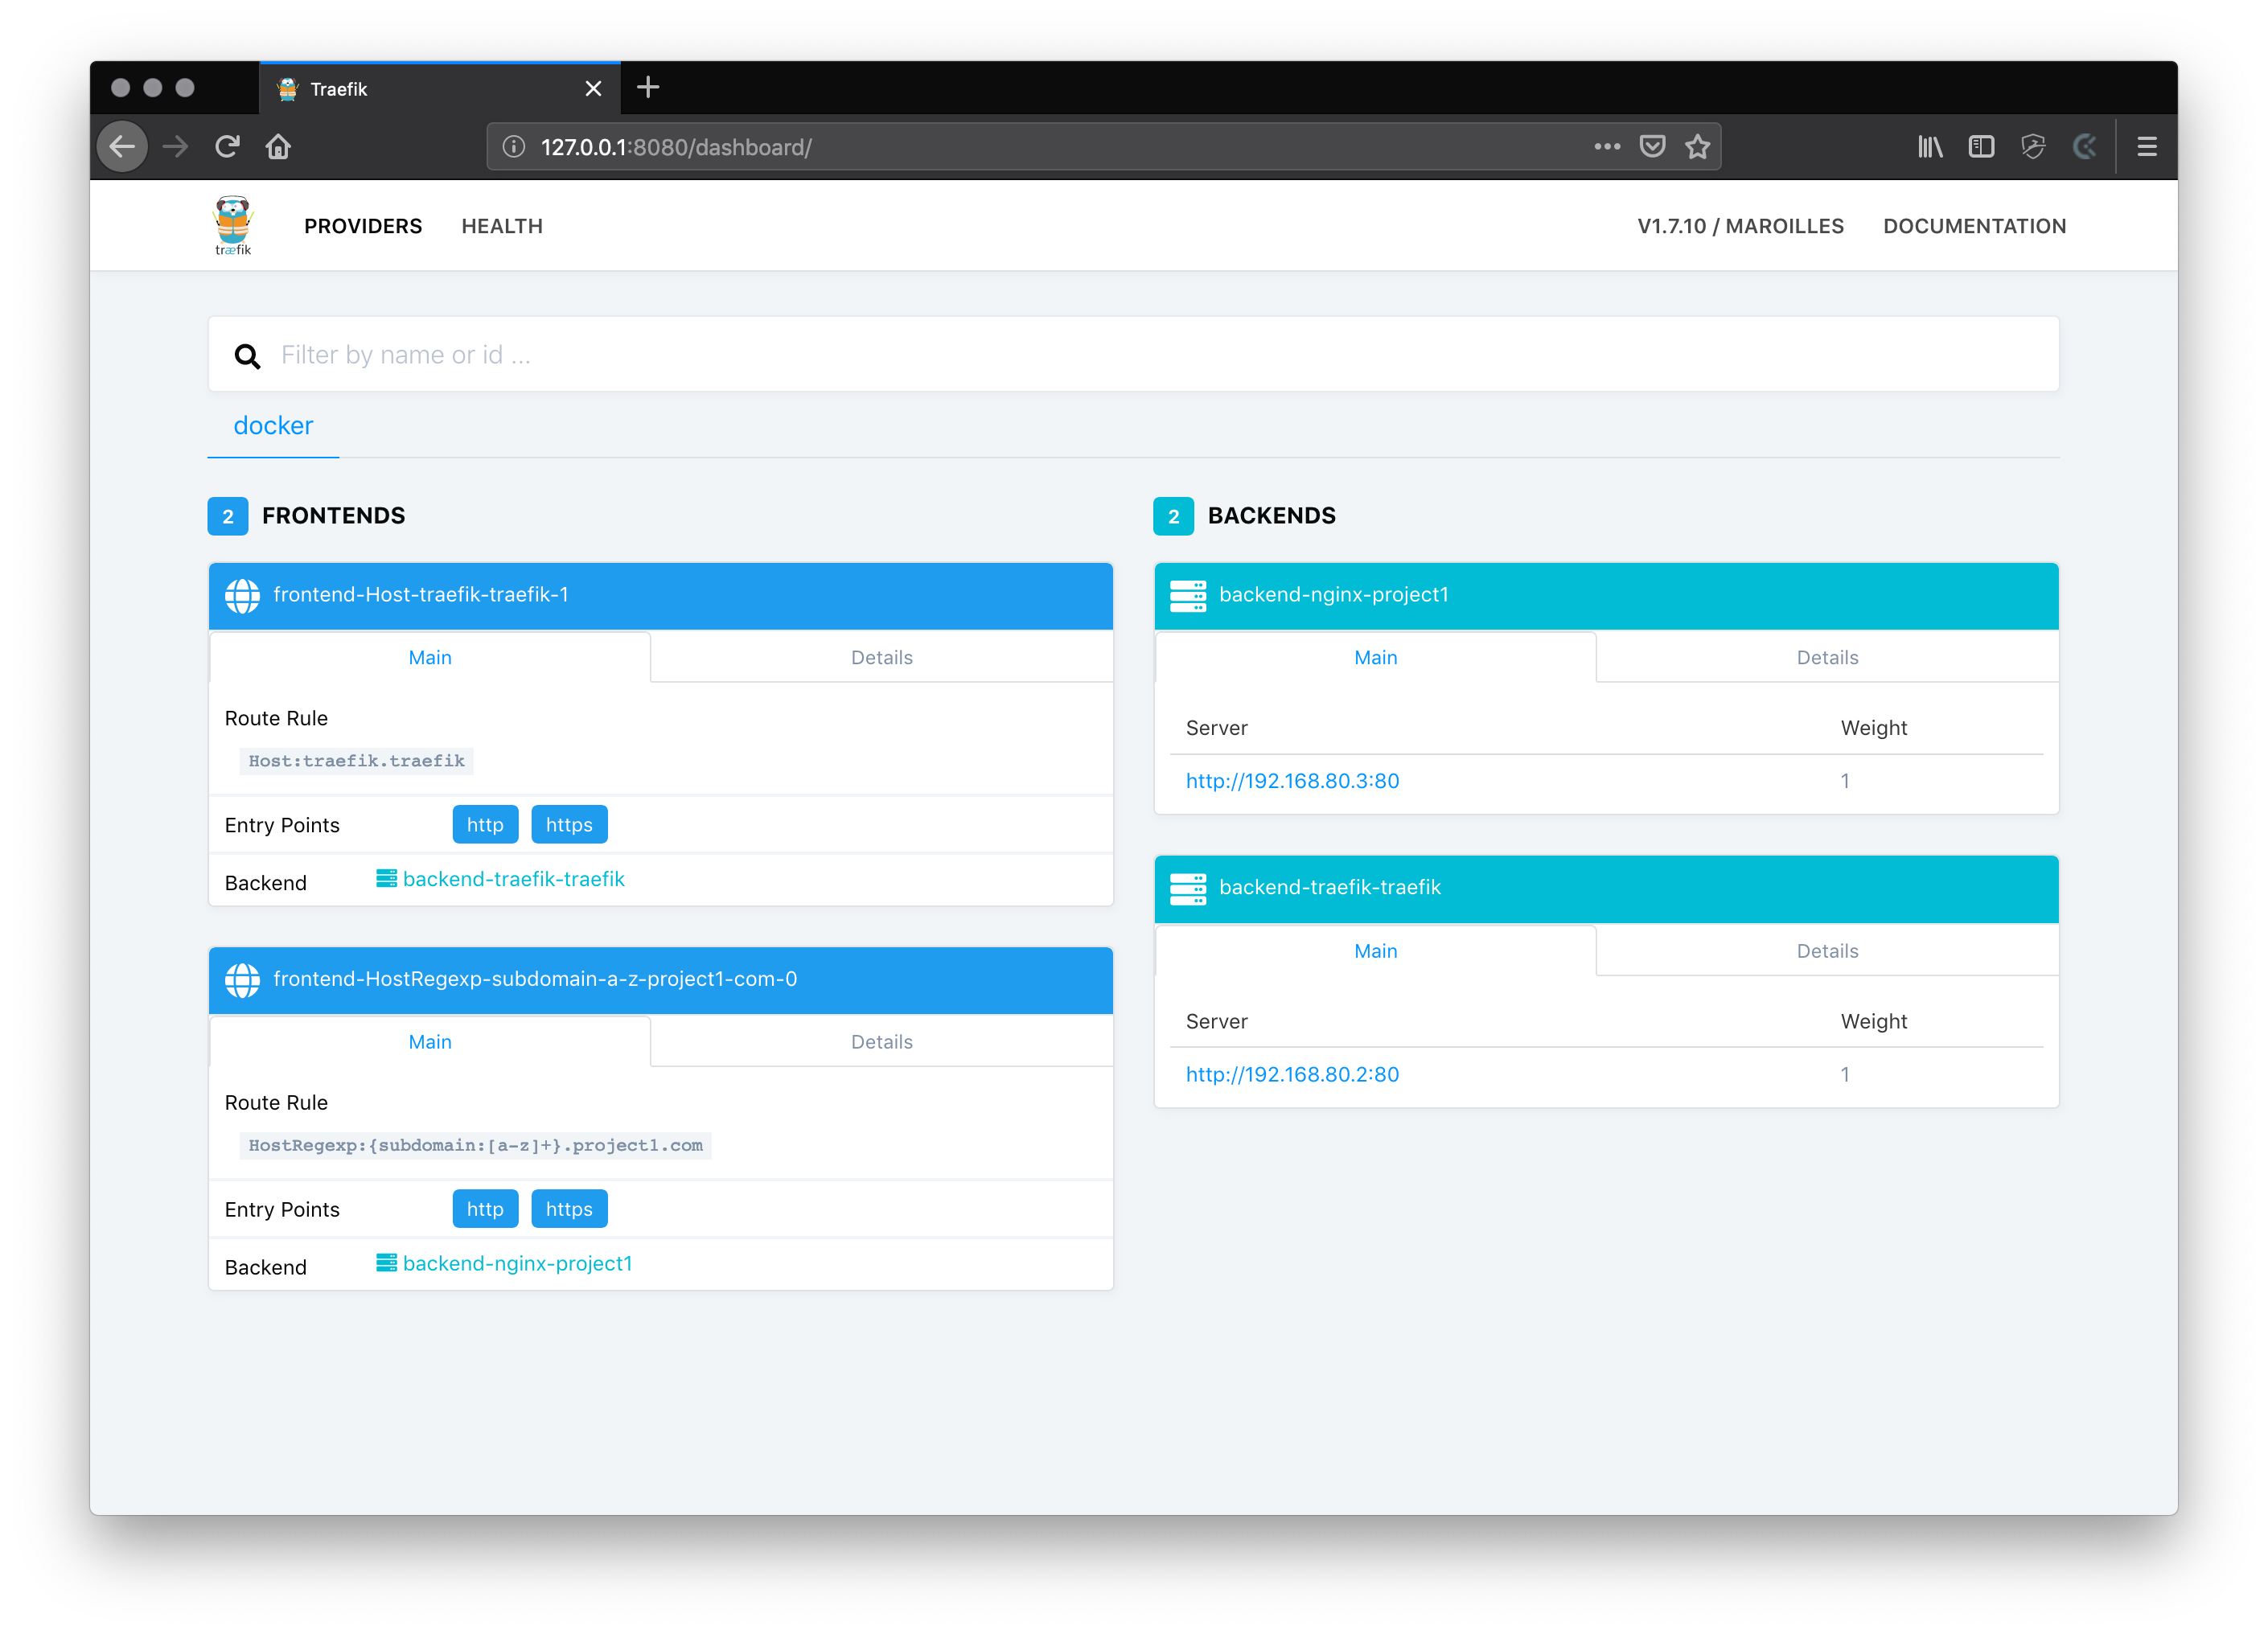 Traefik
127.0.0.1:8080/dashboard/
træfik
PROVIDERS HEALTH V1.7.10 / MAROILLES DOCUMENTATION
Filter by name or id ...
docker
2 FRONTENDS
frontend-Host-traefik-traefik-1
Main Details
Route Rule
Host:traefik.traefik
Entry Points http https
Backend backend-traefik-traefik
frontend-HostRegexp-subdomain-a-z-project1-com-0
Main Details
Route Rule
HostRegexp:{subdomain:[a-z]+}.project1.com
Entry Points http https
Backend backend-nginx-project1
2 BACKENDS
backend-nginx-project1
Main Details
Server Weight
http://192.168.80.3:80 1
backend-traefik-traefik
Main Details
Server Weight
http://192.168.80.2:80 1